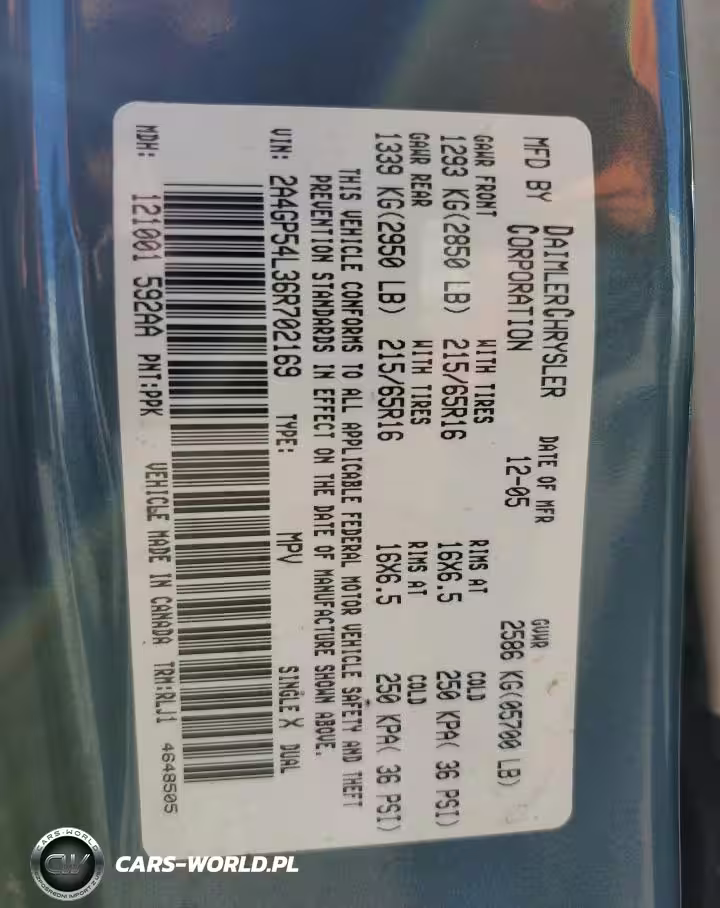 MFD BY DAIMLERCHRYSLER CORPORATION DATE OF MFR 12-05 GVWR 2586 KG(05700 LB)
GAWR FRONT WITH TIRES RIMS AT COLD
1293 KG(2850 LB) 215/65R16 16X6.5 250 KPA( 36 PSI)
GAWR REAR WITH TIRES RIMS AT COLD
1339 KG(2950 LB) 215/65R16 16X6.5 250 KPA( 36 PSI)
THIS VEHICLE CONFORMS TO ALL APPLICABLE FEDERAL MOTOR VEHICLE SAFETY AND THEFT
PREVENTION STANDARDS IN EFFECT ON THE DATE OF MANUFACTURE SHOWN ABOVE.
VIN: 2A4GP54L36R702169 TYPE: MPV SINGLE X DUAL
MDH: 121001 592AA PNT:PPK VEHICLE MADE IN CANADA TRM:RLJ1 4648505
CARS-WORLD
CW
CARS-WORLD.PL